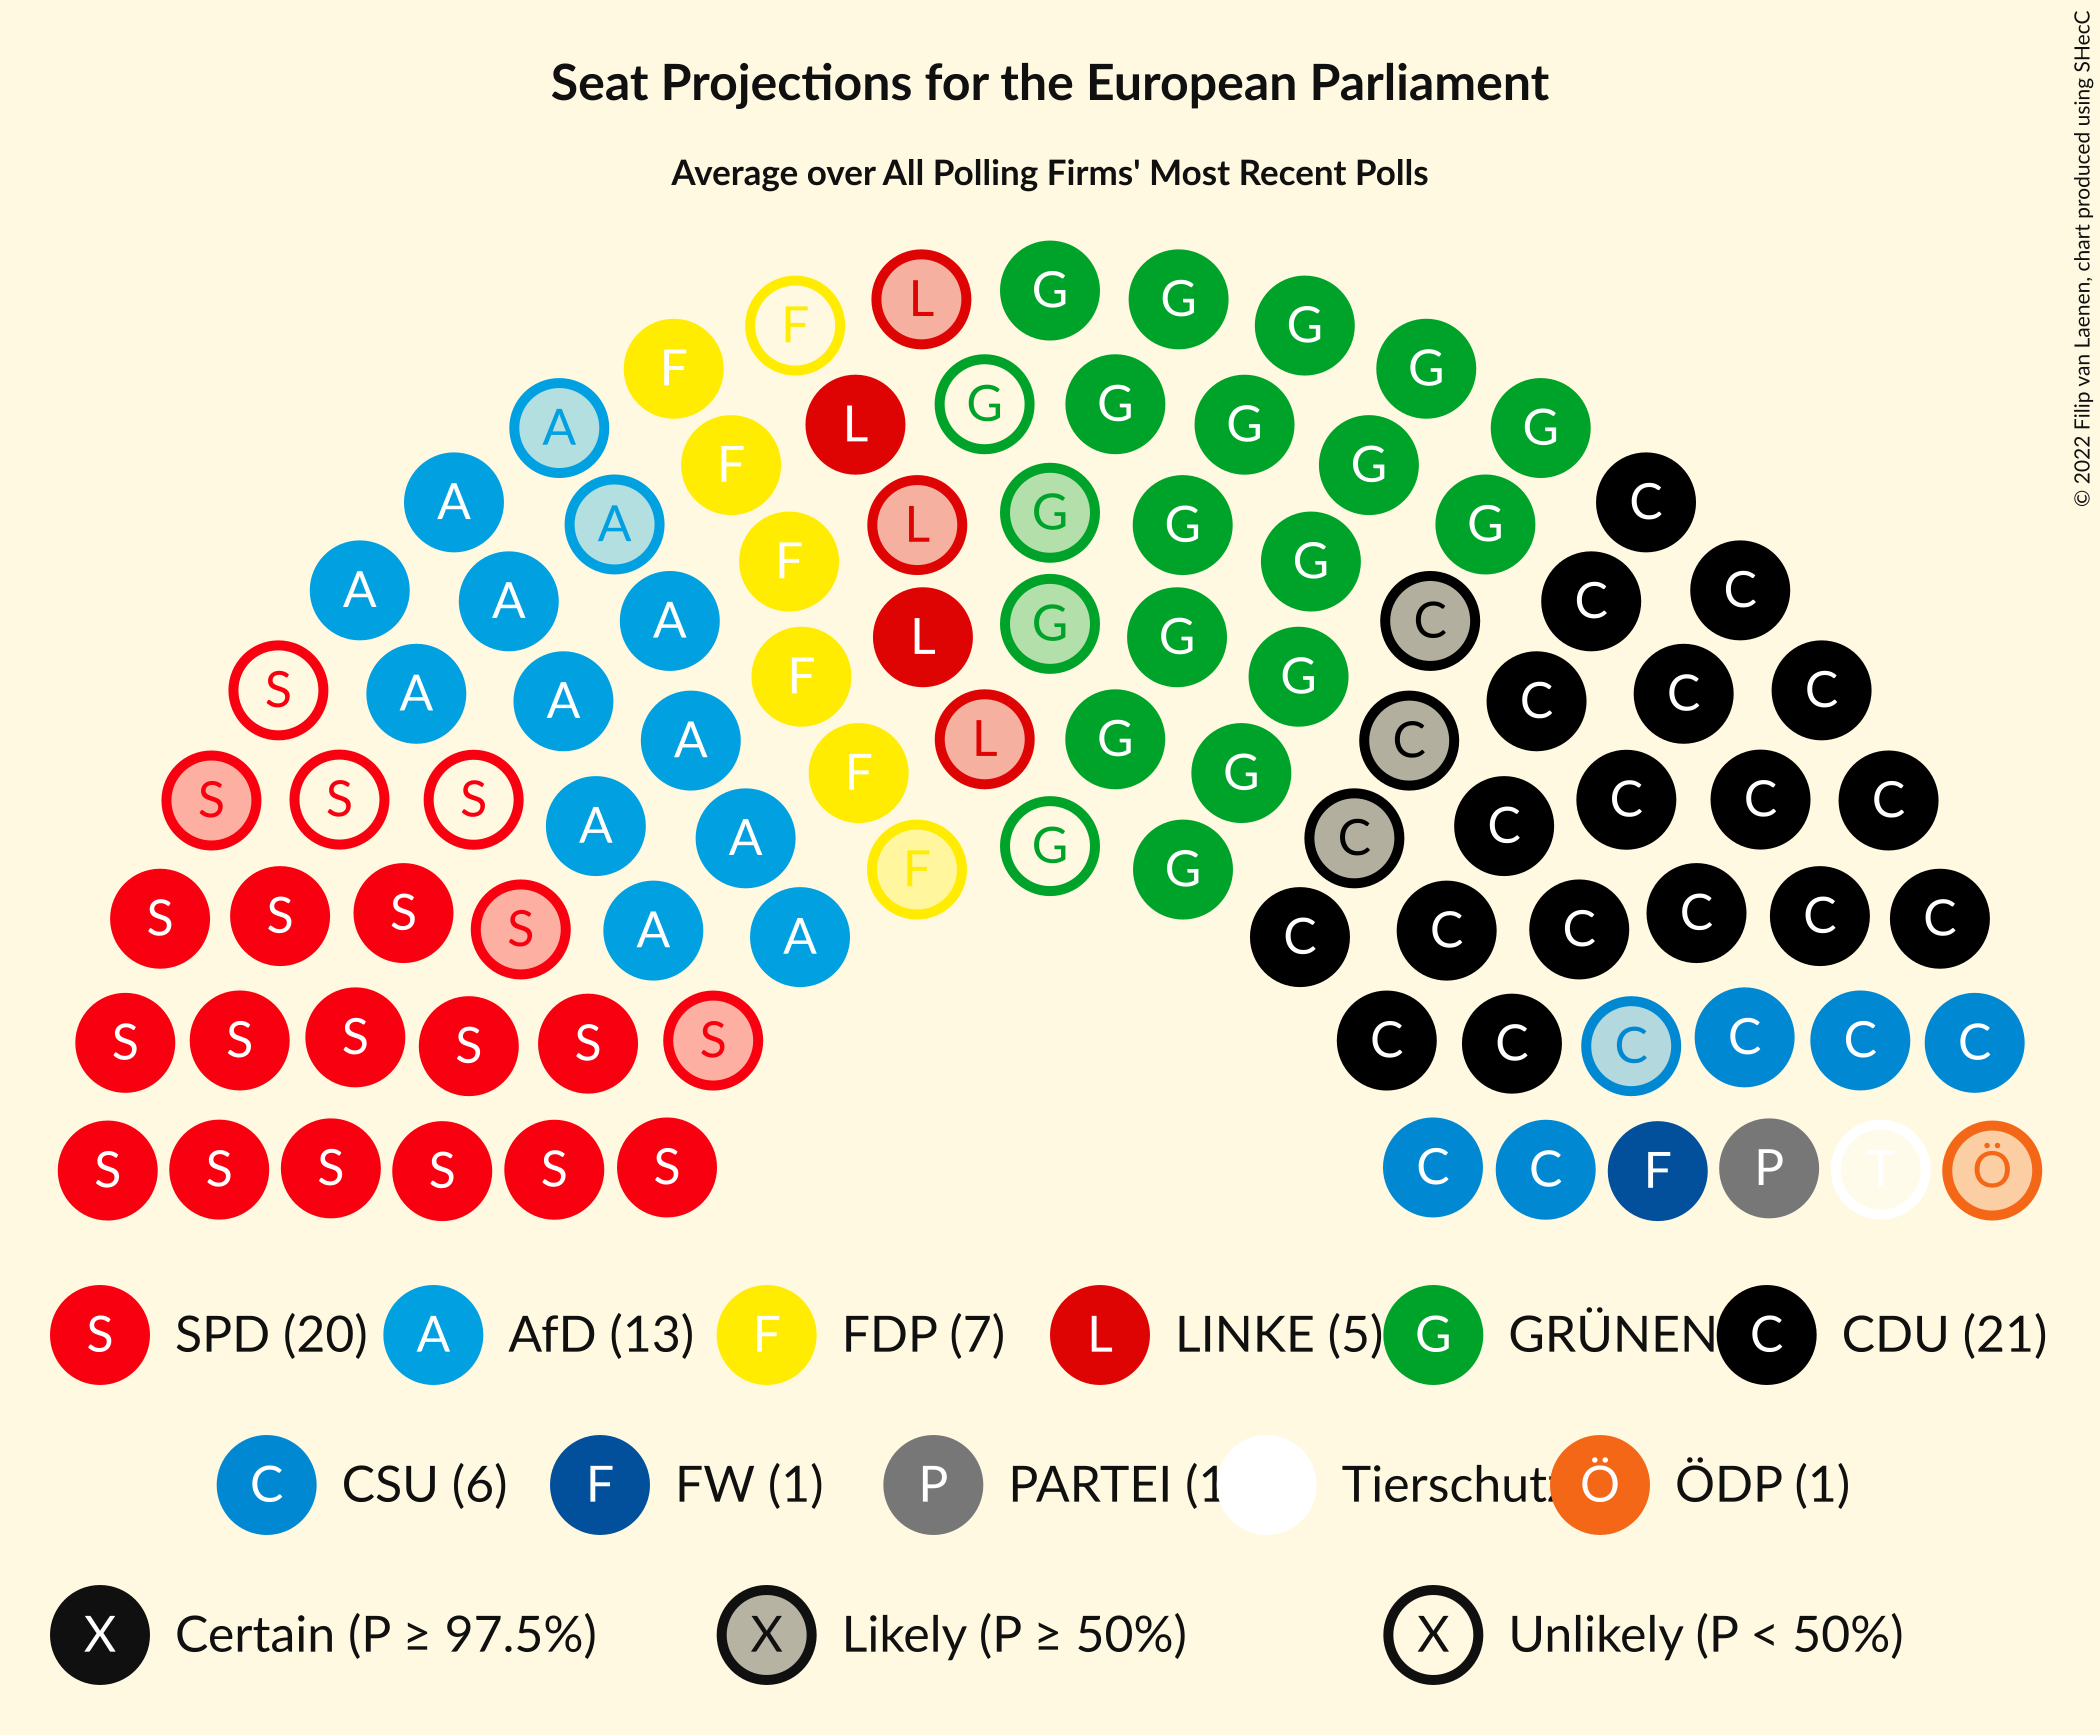 Seat Projections for the European Parliament
Average over All Polling Firms' Most Recent Polls
© 2022 Filip van Laenen, chart produced using SHecC
L G G G
F G
F L G G G G
A F G G
A A F L G G G C
A A A F L G G G C C C
S A A A F L G G C C C C
S S S A A F G G C C C C C
S S S S A A F G G C C C C C C C
S S S S S S C C C C C C
S S S S S S C C F P T Ö
S SPD (20) A AfD (13) F FDP (7) L LINKE (5) G GRÜNEN C CDU (21)
C CSU (6) F FW (1) P PARTEI (1 Tierschutz Ö ÖDP (1)
X Certain (P ≥ 97.5%) X Likely (P ≥ 50%) X Unlikely (P < 50%)